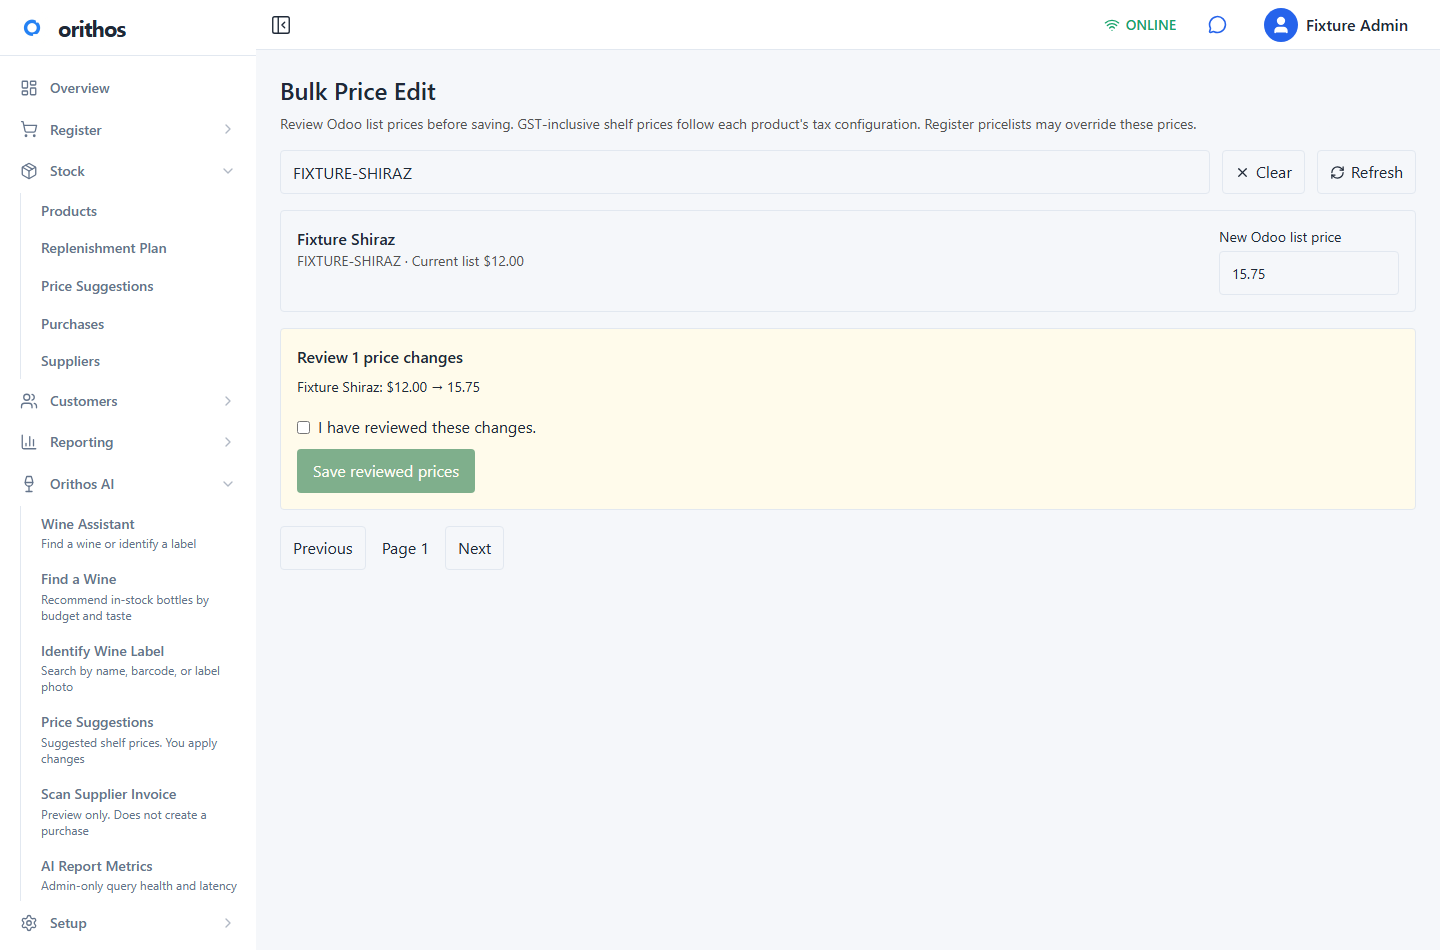 orithos
ONLINE
Fixture Admin
Overview
Register
Stock
Products
Replenishment Plan
Price Suggestions
Purchases
Suppliers
Customers
Reporting
Orithos AI
Wine Assistant
Find a wine or identify a label
Find a Wine
Recommend in-stock bottles by
budget and taste
Identify Wine Label
Search by name, barcode, or label
photo
Price Suggestions
Suggested shelf prices. You apply
changes
Scan Supplier Invoice
Preview only. Does not create a
purchase
AI Report Metrics
Admin-only query health and latency
Setup
Bulk Price Edit
Review Odoo list prices before saving. GST-inclusive shelf prices follow each product's tax configuration. Register pricelists may override these prices.
FIXTURE-SHIRAZ
Clear
Refresh
Fixture Shiraz
FIXTURE-SHIRAZ · Current list $12.00
New Odoo list price
15.75
Review 1 price changes
Fixture Shiraz: $12.00 → 15.75
I have reviewed these changes.
Save reviewed prices
Previous
Page 1
Next